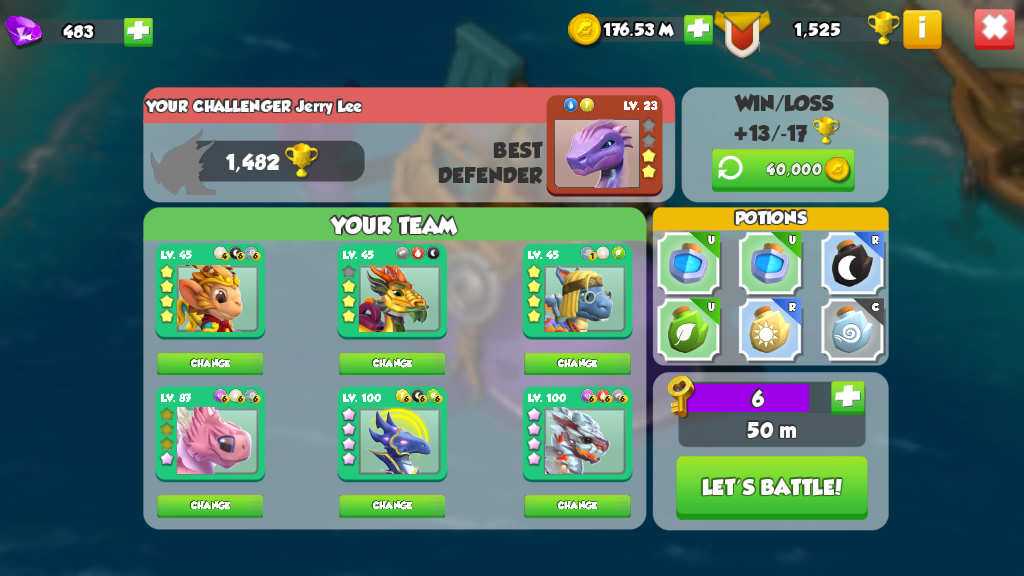 483
176.53 M
1,525
i
YOUR CHALLENGER Jerry Lee
1,482
BEST
DEFENDER
LV. 23
WIN/LOSS
+13/-17
40,000
YOUR TEAM
LV. 45
LV. 45
LV. 45
CHANGE
CHANGE
CHANGE
LV. 87
LV. 100
LV. 100
CHANGE
CHANGE
CHANGE
POTIONS
U
U
R
U
R
C
6
50 m
LET'S BATTLE!